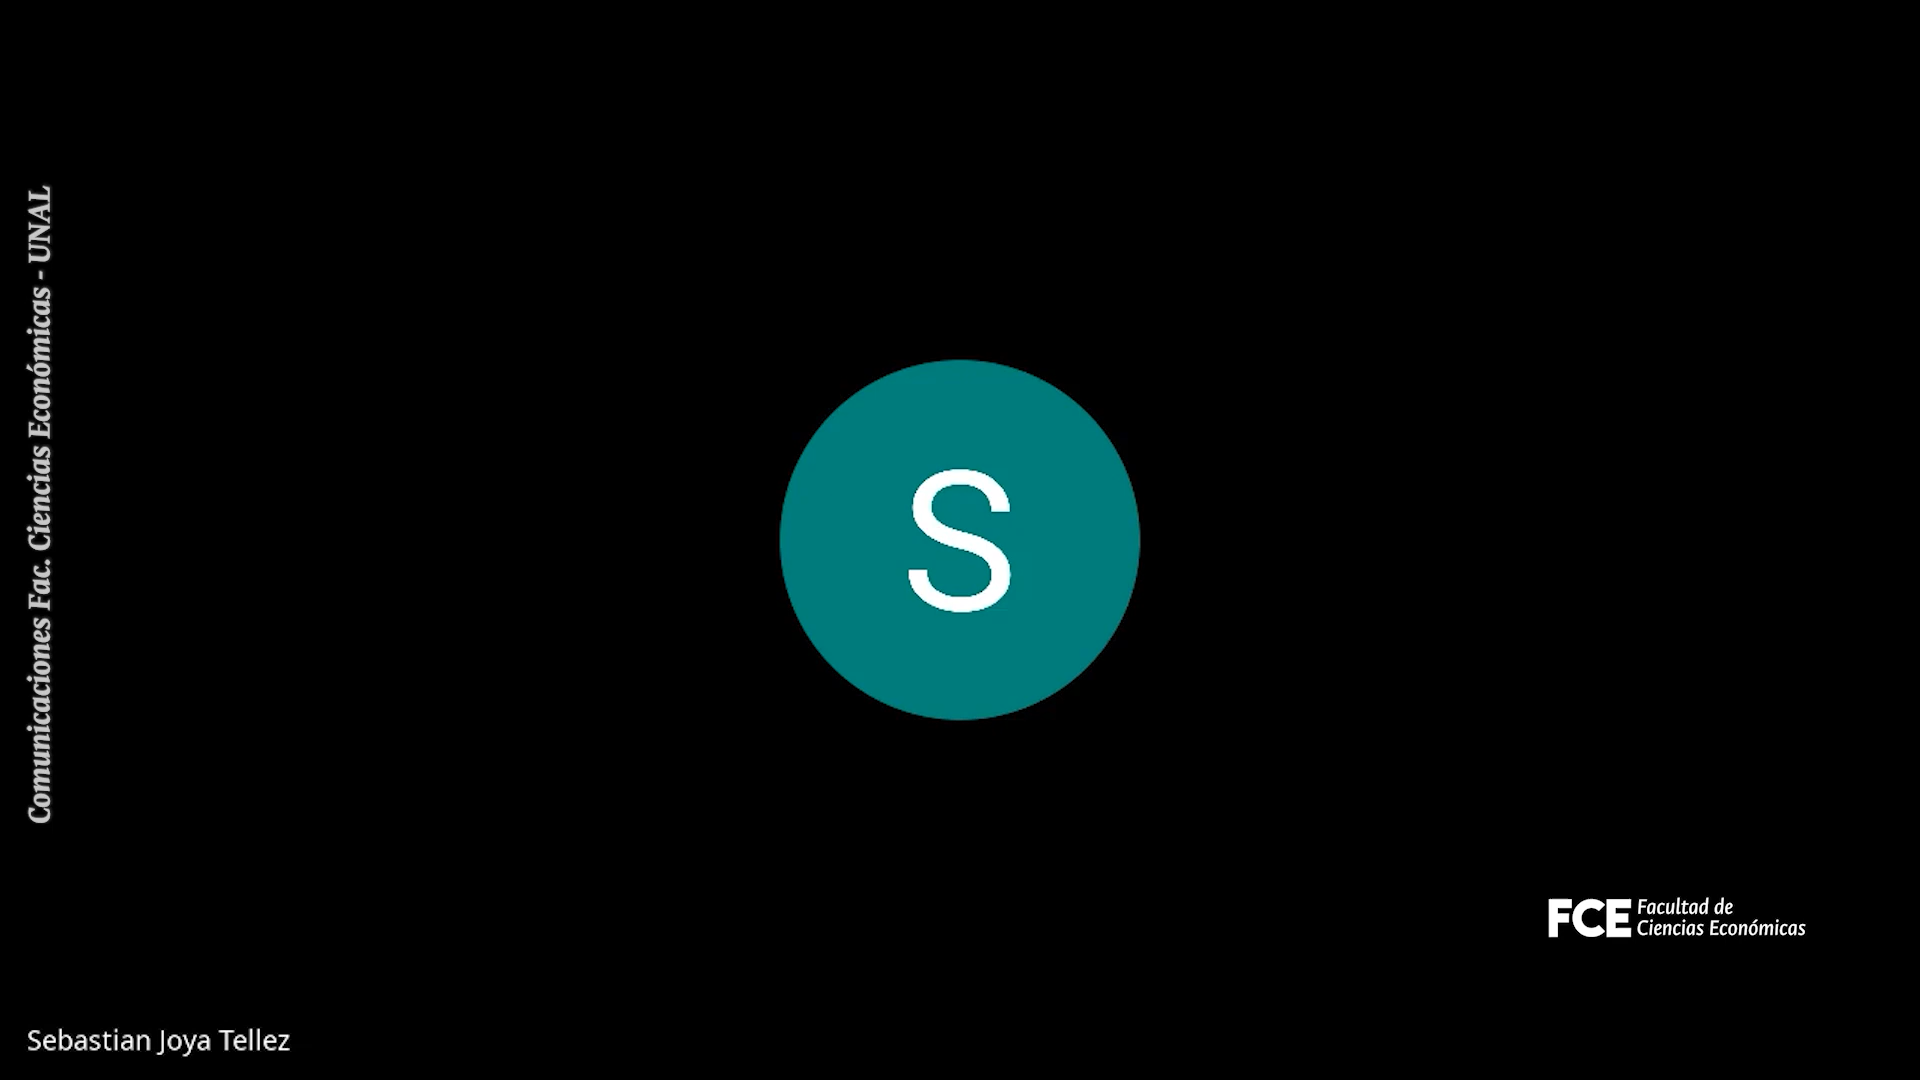 Comunicaciones Fac. Ciencias Económicas - UNAL
S
FCE Facultad de
Ciencias Económicas
Sebastian Joya Tellez